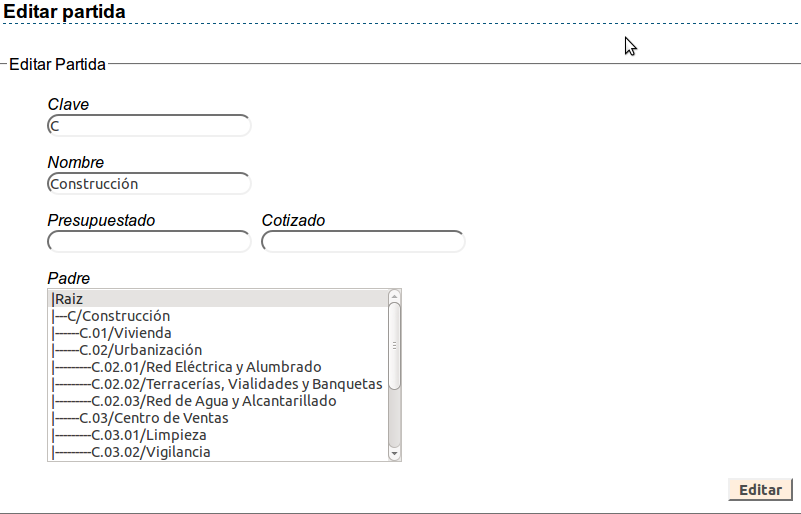 Editar partida
Editar Partida
Clave
C
Nombre
Construcción
Presupuestado Cotizado
Padre
|Raiz
|---C/Construcción
|------C.01/Vivienda
|------C.02/Urbanización
|---------C.02.01/Red Eléctrica y Alumbrado
|---------C.02.02/Terracerías, Vialidades y Banquetas
|---------C.02.03/Red de Agua y Alcantarillado
|------C.03/Centro de Ventas
|---------C.03.01/Limpieza
|---------C.03.02/Vigilancia
Editar